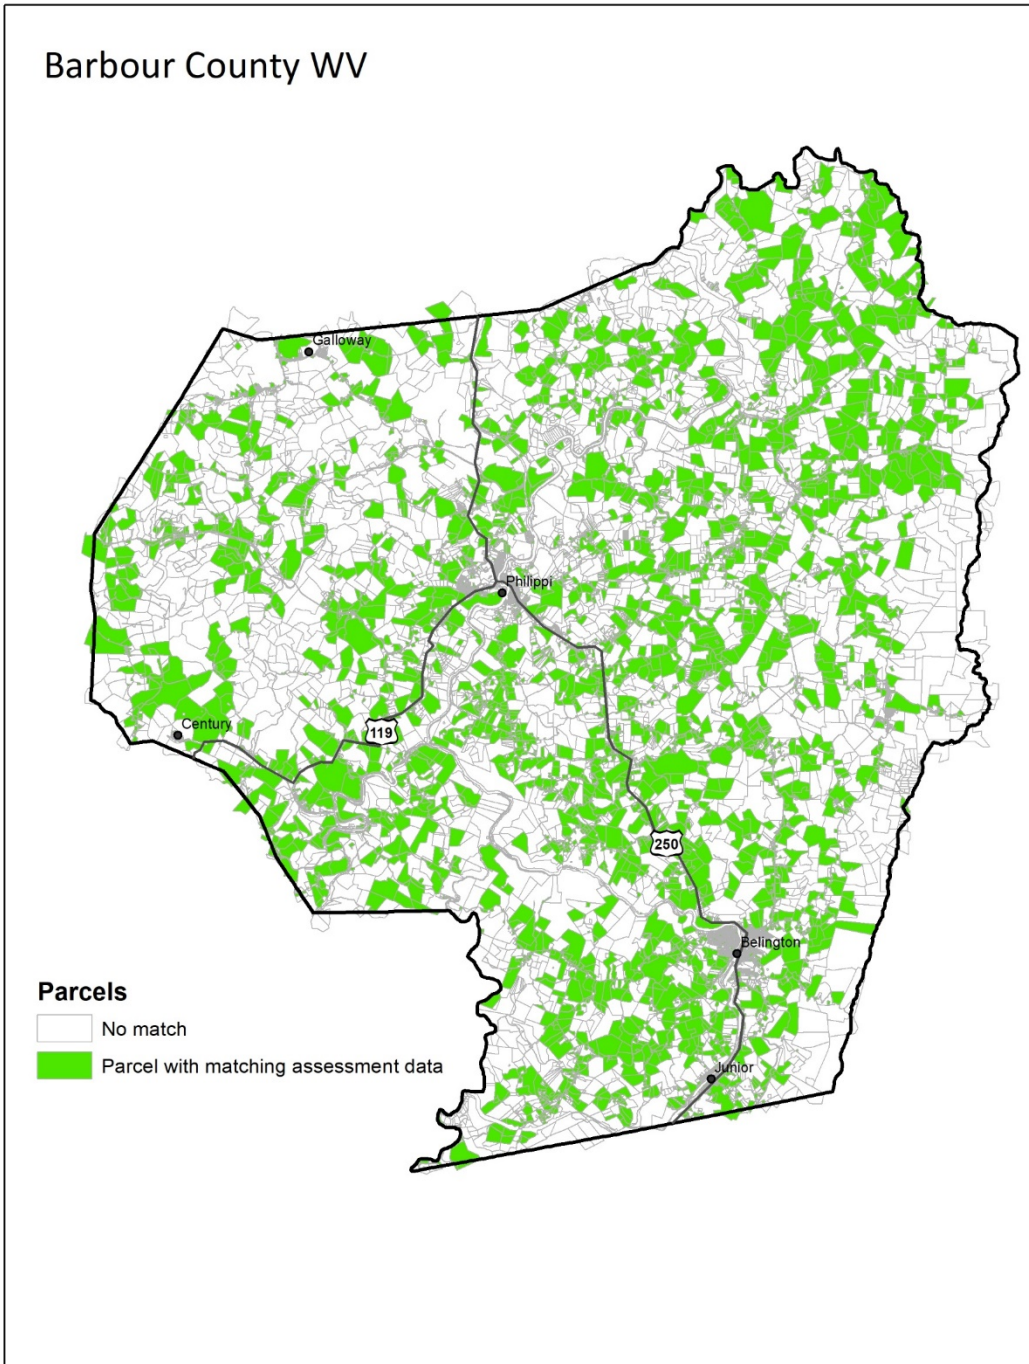 Barbour County WV
Galloway
Philippi
Century
119
250
Belington
Junior
Parcels
No match
Parcel with matching assessment data